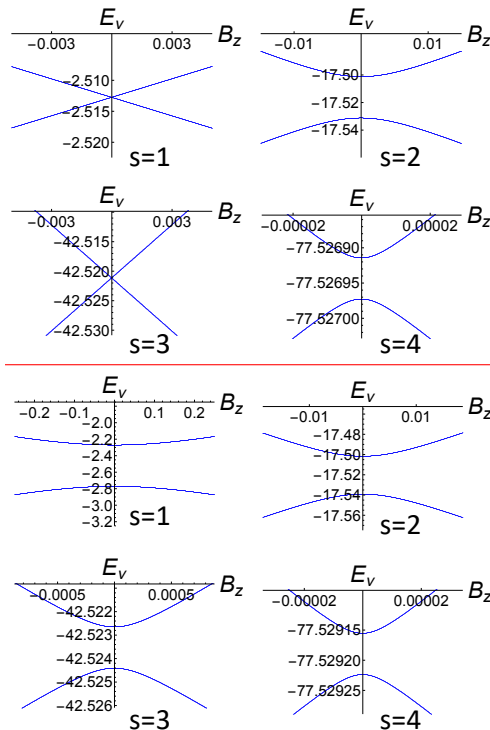 E_v
B_z
−0.003 0.003
−2.510
−2.515
−2.520
s=1
E_v
B_z
−0.01 0.01
−17.50
−17.52
−17.54
s=2
E_v
B_z
−0.003 0.003
−42.515
−42.520
−42.525
−42.530
s=3
E_v
B_z
−0.00002 0.00002
−77.52690
−77.52695
−77.52700
s=4
E_v
B_z
−0.2 −0.1 0.1 0.2
−2.0
−2.2
−2.4
−2.6
−2.8
−3.0
−3.2
s=1
E_v
B_z
−0.01 0.01
−17.48
−17.50
−17.52
−17.54
−17.56
s=2
E_v
B_z
−0.0005 0.0005
−42.522
−42.523
−42.524
−42.525
−42.526
s=3
E_v
B_z
−0.00002 0.00002
−77.52915
−77.52920
−77.52925
s=4